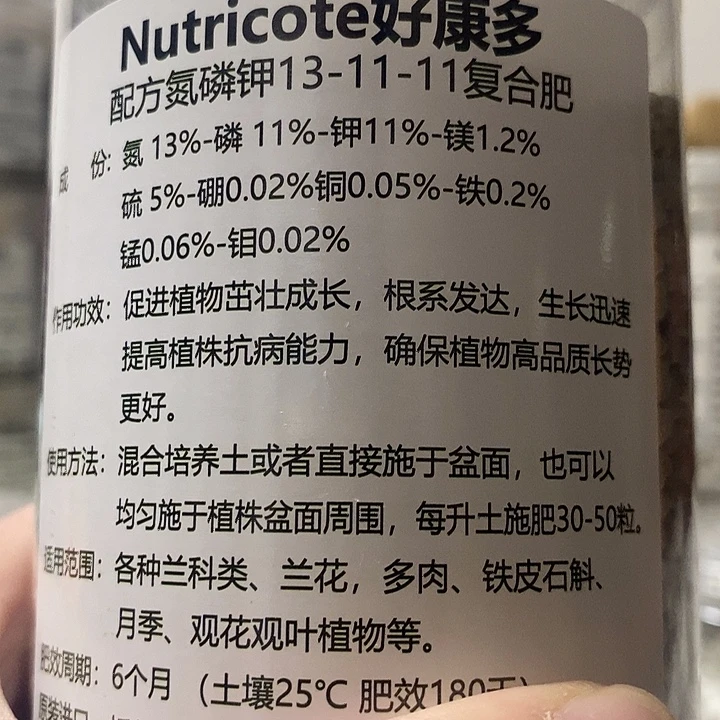 Nutricote好康多
配方氮磷钾13-11-11复合肥
成 份：氮 13%-磷 11%-钾11%-镁1.2%
硫 5%-硼0.02%铜0.05%-铁0.2%
锰0.06%-钼0.02%
作用功效：促进植物茁壮成长，根系发达，生长迅速
提高植株抗病能力，确保植物高品质长势
更好。
使用方法：混合培养土或者直接施于盆面，也可以
均匀施于植株盆面周围，每升土施肥30-50粒。
适用范围：各种兰科类、兰花，多肉、铁皮石斛、
月季、观花观叶植物等。
肥效周期：6个月 （土壤25℃ 肥效180天）
原装进口：